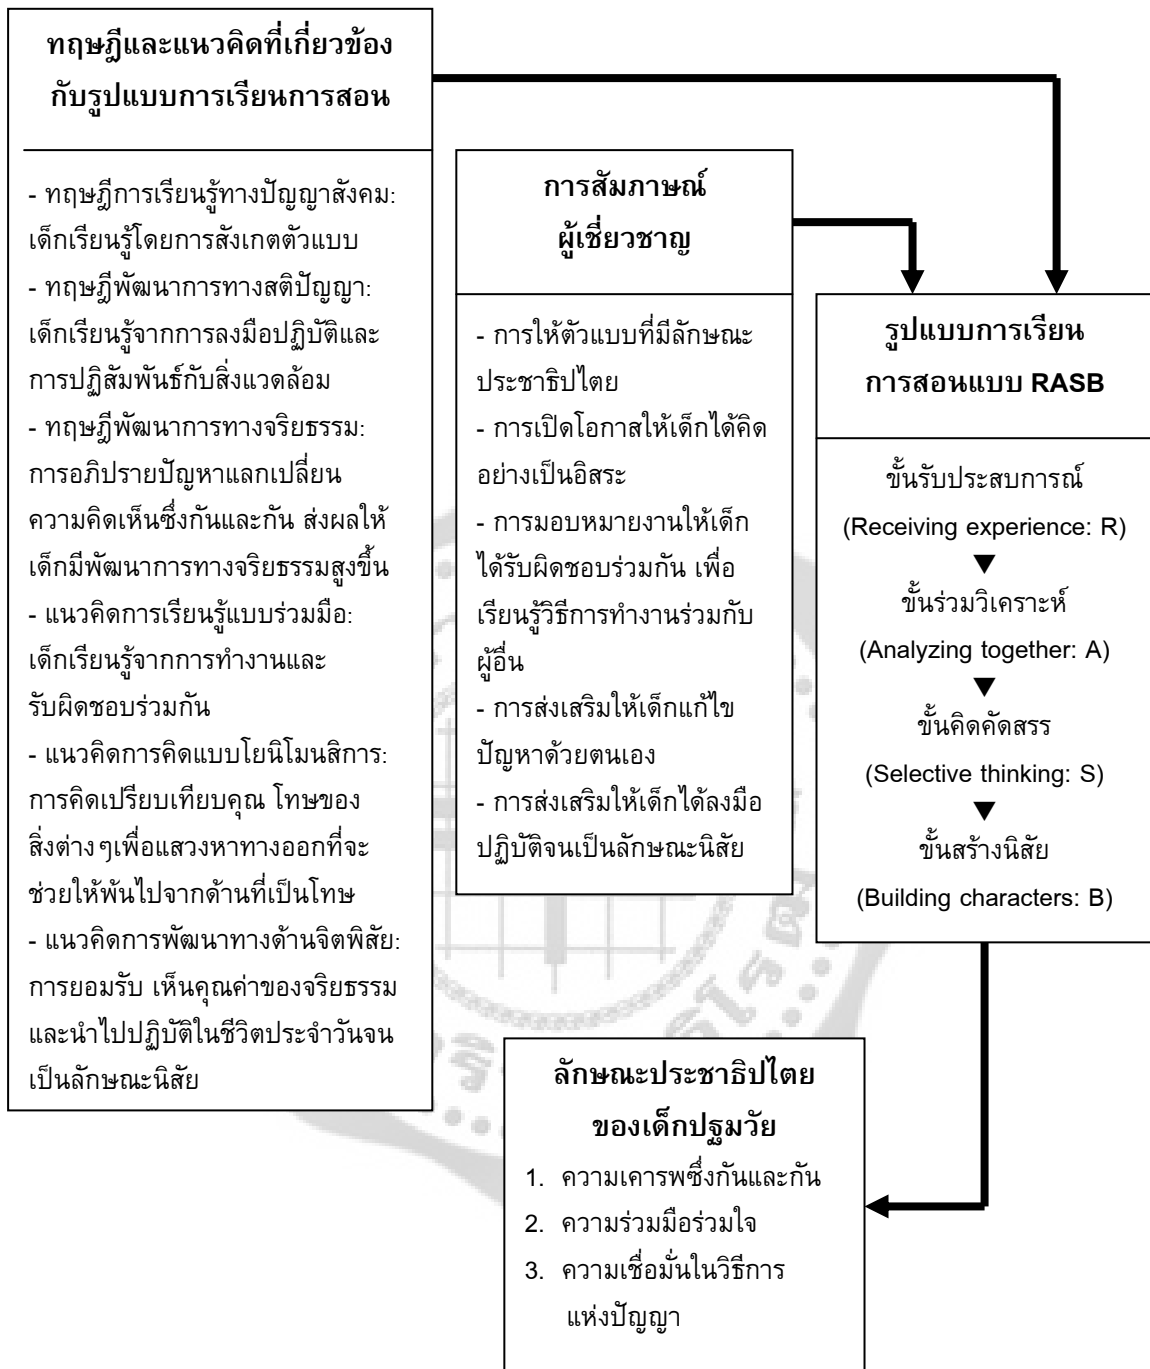 ทฤษฎีและแนวคิดที่เกี่ยวข้อง
กับรูปแบบการเรียนการสอน
- ทฤษฎีการเรียนรู้ทางปัญญาสังคม:
เด็กเรียนรู้โดยการสังเกตตัวแบบ
- ทฤษฎีพัฒนาการทางสติปัญญา:
เด็กเรียนรู้จากการลงมือปฏิบัติและ
การปฏิสัมพันธ์กับสิ่งแวดล้อม
- ทฤษฎีพัฒนาการทางจริยธรรม:
การอภิปรายปัญหาแลกเปลี่ยน
ความคิดเห็นซึ่งกันและกัน ส่งผลให้
เด็กมีพัฒนาการทางจริยธรรมสูงขึ้น
- แนวคิดการเรียนรู้แบบร่วมมือ:
เด็กเรียนรู้จากการทำงานและ
รับผิดชอบร่วมกัน
- แนวคิดการคิดแบบโยนิโมนสิการ:
การคิดเปรียบเทียบคุณ โทษของ
สิ่งต่างๆเพื่อแสวงหาทางออกที่จะ
ช่วยให้พ้นไปจากด้านที่เป็นโทษ
- แนวคิดการพัฒนาทางด้านจิตพิสัย:
การยอมรับ เห็นคุณค่าของจริยธรรม
และนำไปปฏิบัติในชีวิตประจำวันจน
เป็นลักษณะนิสัย
การสัมภาษณ์
ผู้เชี่ยวชาญ
- การให้ตัวแบบที่มีลักษณะ
ประชาธิปไตย
- การเปิดโอกาสให้เด็กได้คิด
อย่างเป็นอิสระ
- การมอบหมายงานให้เด็ก
ได้รับผิดชอบร่วมกัน เพื่อ
เรียนรู้วิธีการทำงานร่วมกับ
ผู้อื่น
- การส่งเสริมให้เด็กแก้ไข
ปัญหาด้วยตนเอง
- การส่งเสริมให้เด็กได้ลงมือ
ปฏิบัติจนเป็นลักษณะนิสัย
รูปแบบการเรียน
การสอนแบบ RASB
ขั้นรับประสบการณ์
(Receiving experience: R)
ขั้นร่วมวิเคราะห์
(Analyzing together: A)
ขั้นคิดคัดสรร
(Selective thinking: S)
ขั้นสร้างนิสัย
(Building characters: B)
ลักษณะประชาธิปไตย
ของเด็กปฐมวัย
1. ความเคารพซึ่งกันและกัน
2. ความร่วมมือร่วมใจ
3. ความเชื่อมั่นในวิธีการ
แห่งปัญญา